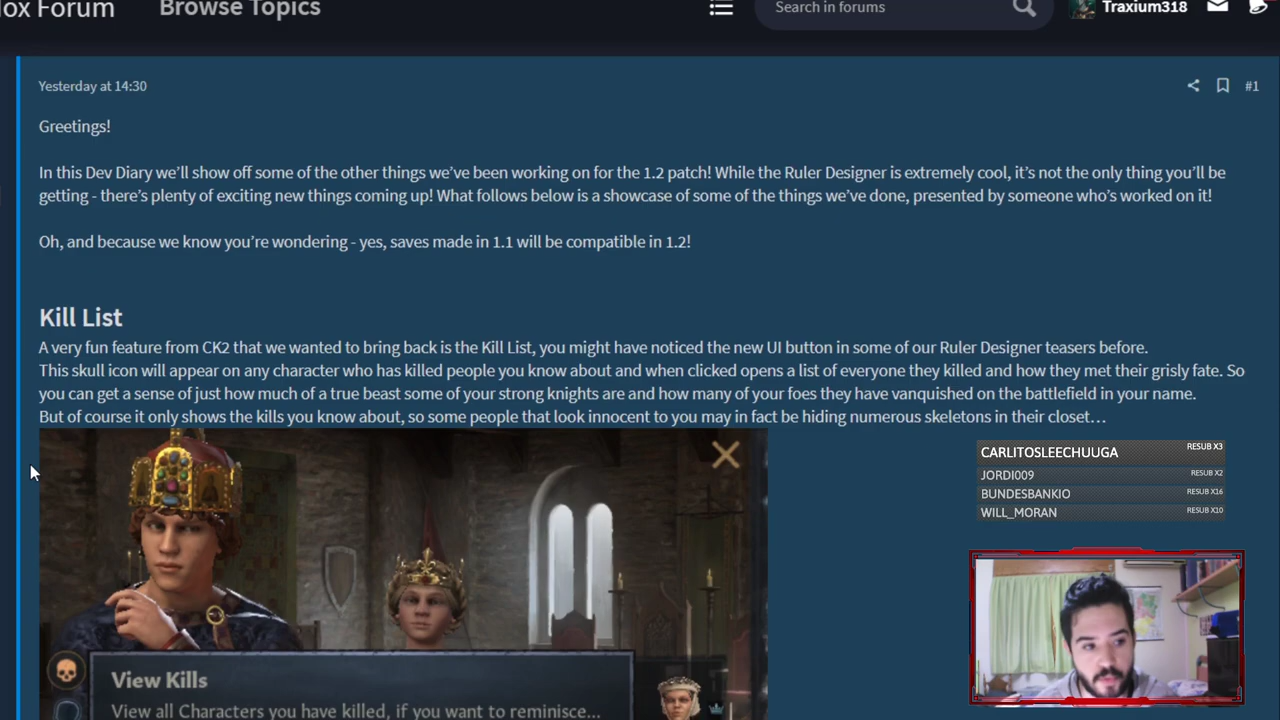 ox Forum
Browse Topics
Search in forums
Traxium318
Yesterday at 14:30
#1
Greetings!
In this Dev Diary we'll show off some of the other things we've been working on for the 1.2 patch! While the Ruler Designer is extremely cool, it's not the only thing you'll be
getting - there's plenty of exciting new things coming up! What follows below is a showcase of some of the things we've done, presented by someone who's worked on it!
Oh, and because we know you're wondering - yes, saves made in 1.1 will be compatible in 1.2!
Kill List
A very fun feature from CK2 that we wanted to bring back is the Kill List, you might have noticed the new UI button in some of our Ruler Designer teasers before.
This skull icon will appear on any character who has killed people you know about and when clicked opens a list of everyone they killed and how they met their grisly fate. So
you can get a sense of just how much of a true beast some of your strong knights are and how many of your foes they have vanquished on the battlefield in your name.
But of course it only shows the kills you know about, so some people that look innocent to you may in fact be hiding numerous skeletons in their closet…
CARLITOSLEECHUUGA RESUB X3
JORDI009 RESUB X2
BUNDESBANKIO RESUB X16
WILL_MORAN RESUB X10
View Kills
View all Characters you have killed, if you want to reminisce...